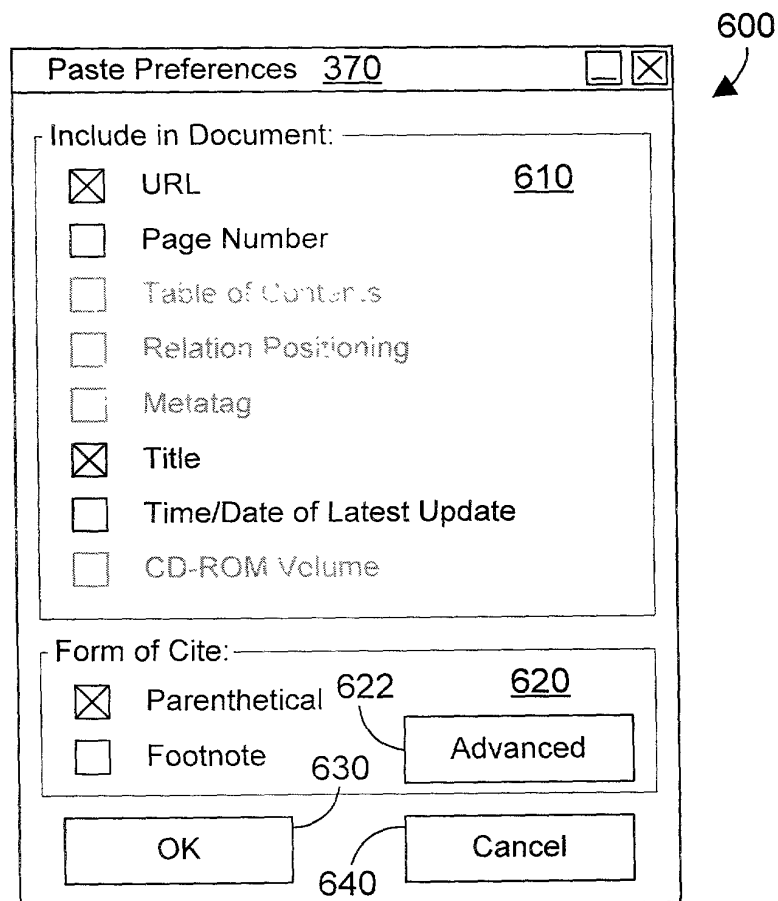 600
Paste Preferences 370
Include in Document:
URL 610
Page Number
Table of Contents
Relation Positioning
Metatag
Title
Time/Date of Latest Update
CD-ROM Volume
Form of Cite:
Parenthetical 622 620
Footnote 630 Advanced
OK 640 Cancel